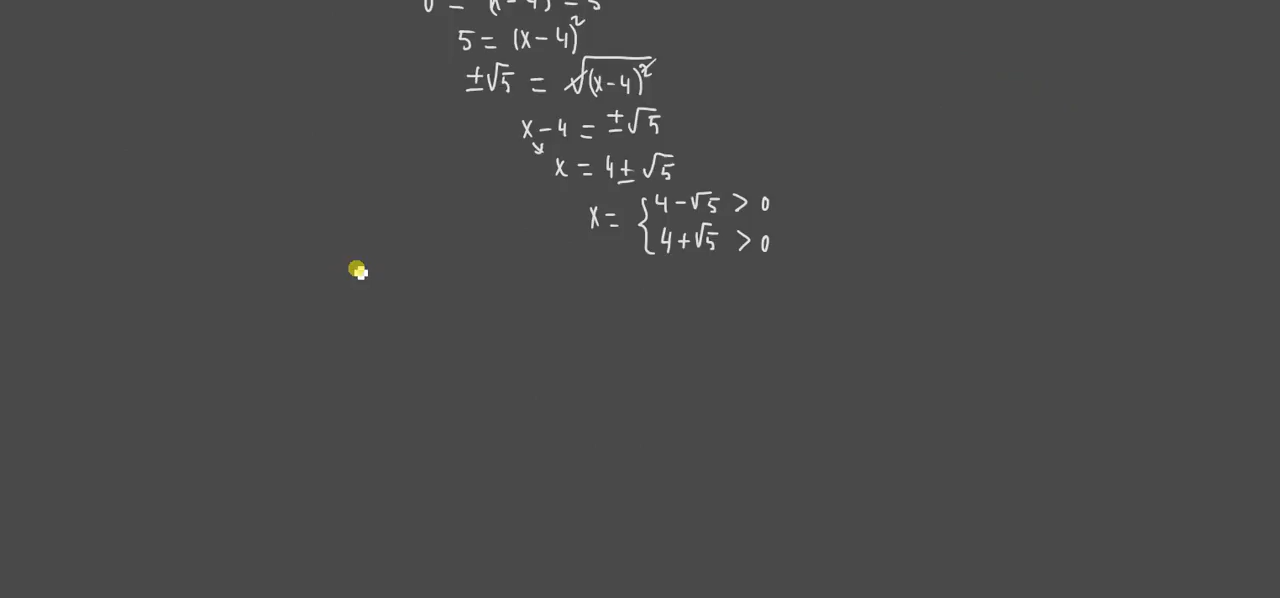 5 = (x-4)²
±√5 = √(x-4)²
x-4 = ±√5
x = 4±√5
x = { 4-√5 > 0
4+√5 > 0